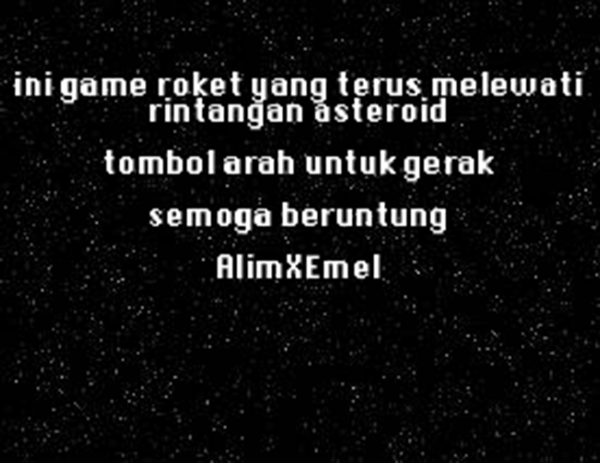 ini game roket yang terus melewati
rintangan asteroid
tombol arah untuk gerak
semoga beruntung
AlimXEmel